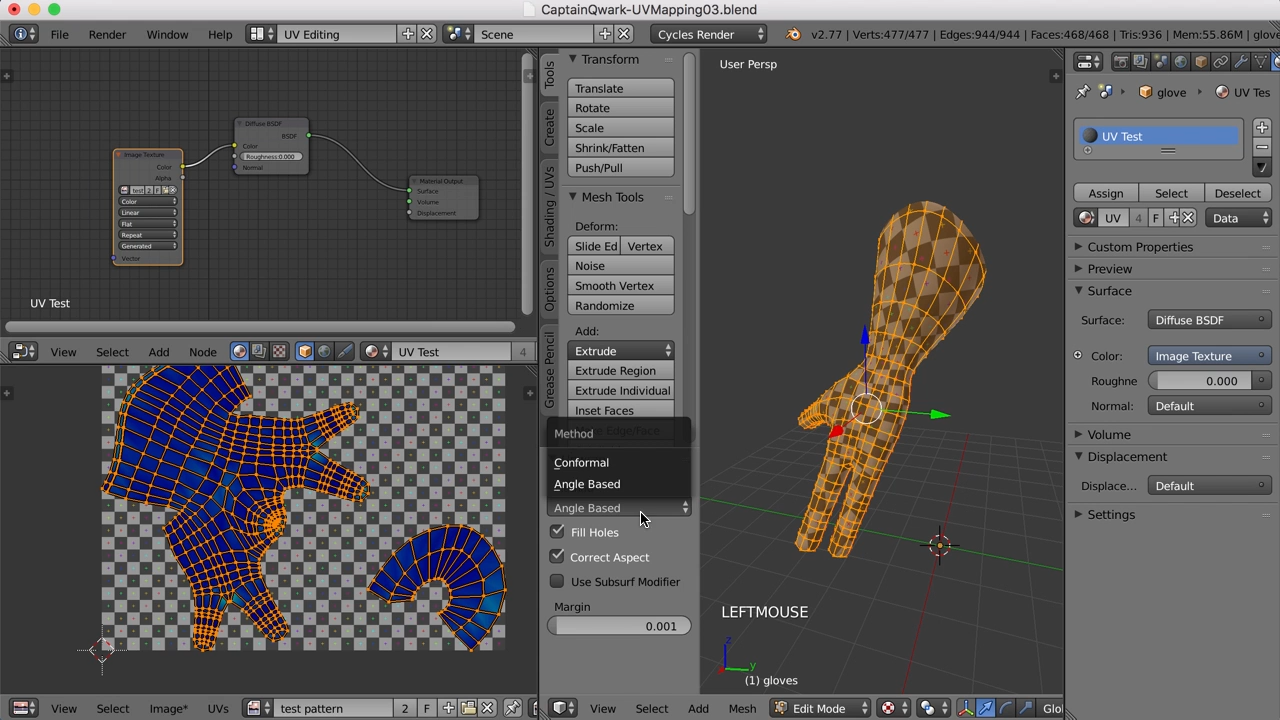 CaptainQwark-UVMapping03.blend
File Render Window Help UV Editing Scene Cycles Render v2.77 | Verts:477/477 | Edges:944/944 | Faces:468/468 | Tris:936 | Mem:55.86M | glove
Image Texture
Color
Alpha
Color
Linear
Flat
Repeat
Generated
Vector
Diffuse BSDF
BSDF
Color
Roughness:0.000
Normal
Material Output
Surface
Volume
Displacement
UV Test
View Select Add Node UV Test 4
View Image* UVs test pattern 2 F
Tools
Create
Shading / UVs
Options
Grease Pencil
Transform
Translate
Rotate
Scale
Shrink/Fatten
Push/Pull
Mesh Tools
Deform:
Slide Ed Vertex
Noise
Smooth Vertex
Randomize
Add:
Extrude
Extrude Region
Extrude Individual
Inset Faces
Method
Conformal
Angle Based
Angle Based
Fill Holes
Correct Aspect
Use Subsurf Modifier
Margin
0.001
User Persp
LEFTMOUSE
z
y
(1) gloves
View Select Add Mesh Edit Mode Glo
glove UV Tes
UV Test
Assign Select Deselect
UV 4 F Data
Custom Properties
Preview
Surface
Surface: Diffuse BSDF
Color: Image Texture
Roughne 0.000
Normal: Default
Volume
Displacement
Displace... Default
Settings